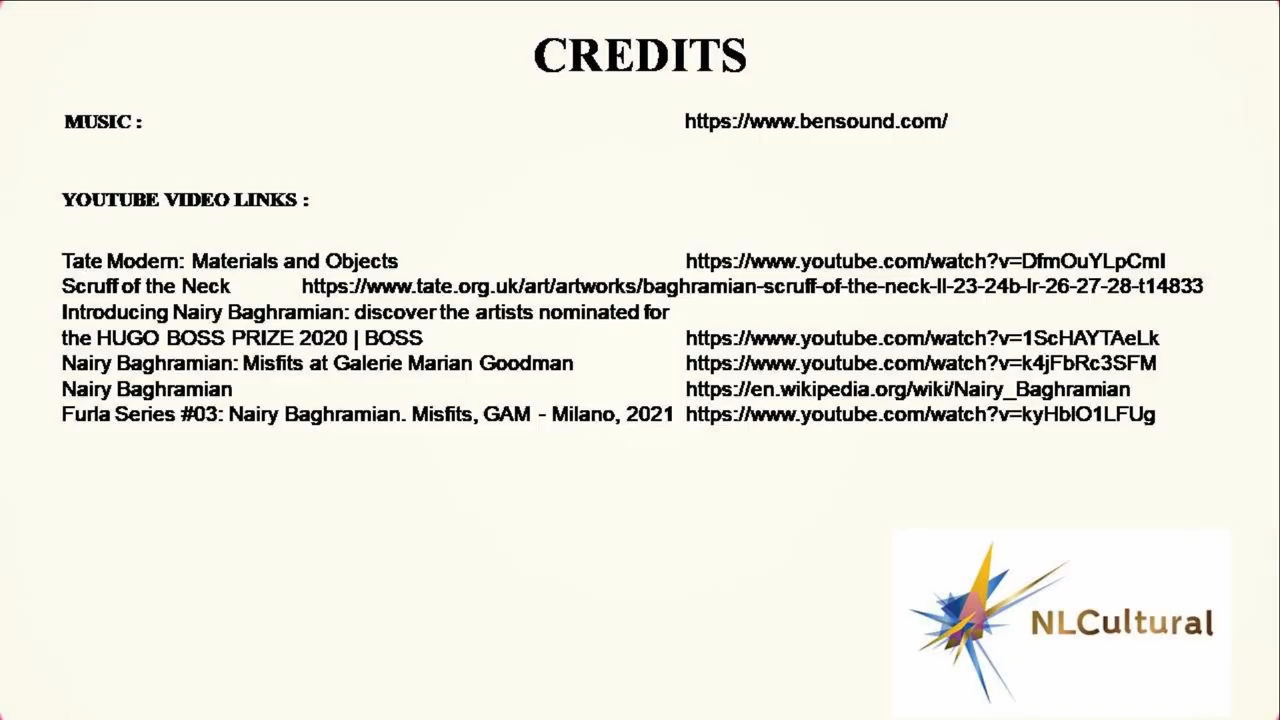 CREDITS
MUSIC : https://www.bensound.com/
YOUTUBE VIDEO LINKS :
Tate Modern: Materials and Objects https://www.youtube.com/watch?v=DfmOuYLpCmI
Scruff of the Neck https://www.tate.org.uk/art/artworks/baghramian-scruff-of-the-neck-ll-23-24b-lr-26-27-28-t14833
Introducing Nairy Baghramian: discover the artists nominated for
the HUGO BOSS PRIZE 2020 | BOSS https://www.youtube.com/watch?v=1ScHAYTAeLk
Nairy Baghramian: Misfits at Galerie Marian Goodman https://www.youtube.com/watch?v=k4jFbRc3SFM
Nairy Baghramian https://en.wikipedia.org/wiki/Nairy_Baghramian
Furla Series #03: Nairy Baghramian. Misfits, GAM - Milano, 2021 https://www.youtube.com/watch?v=kyHblO1LFUg
NLCultural